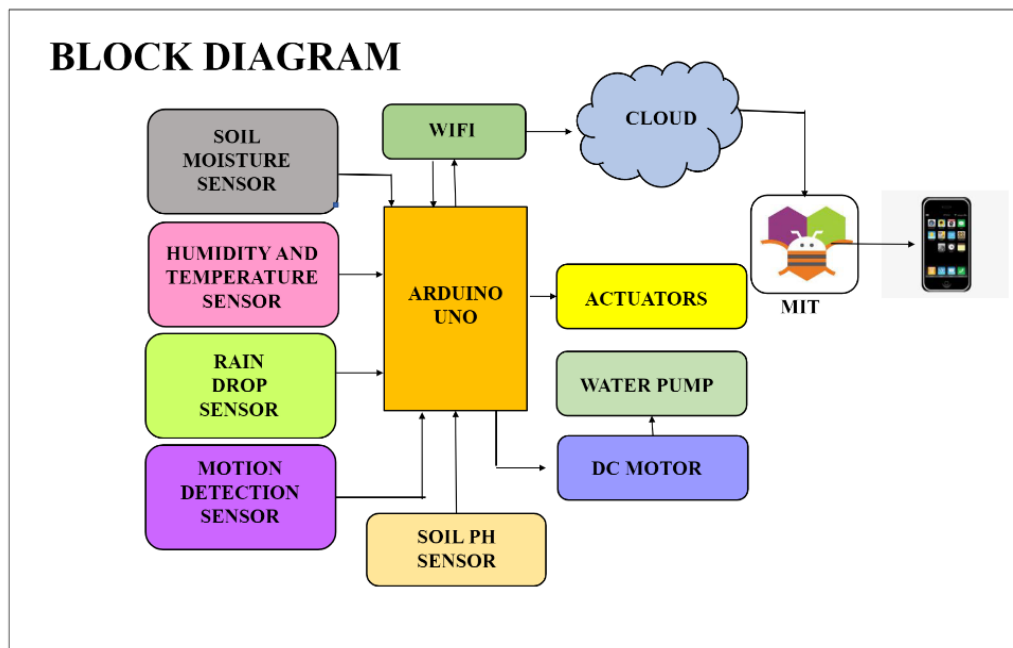 BLOCK DIAGRAM
SOIL
MOISTURE
SENSOR
WIFI
CLOUD
HUMIDITY AND
TEMPERATURE
SENSOR
ARDUINO
UNO
ACTUATORS
MIT
RAIN
DROP
SENSOR
WATER PUMP
MOTION
DETECTION
SENSOR
DC MOTOR
SOIL PH
SENSOR